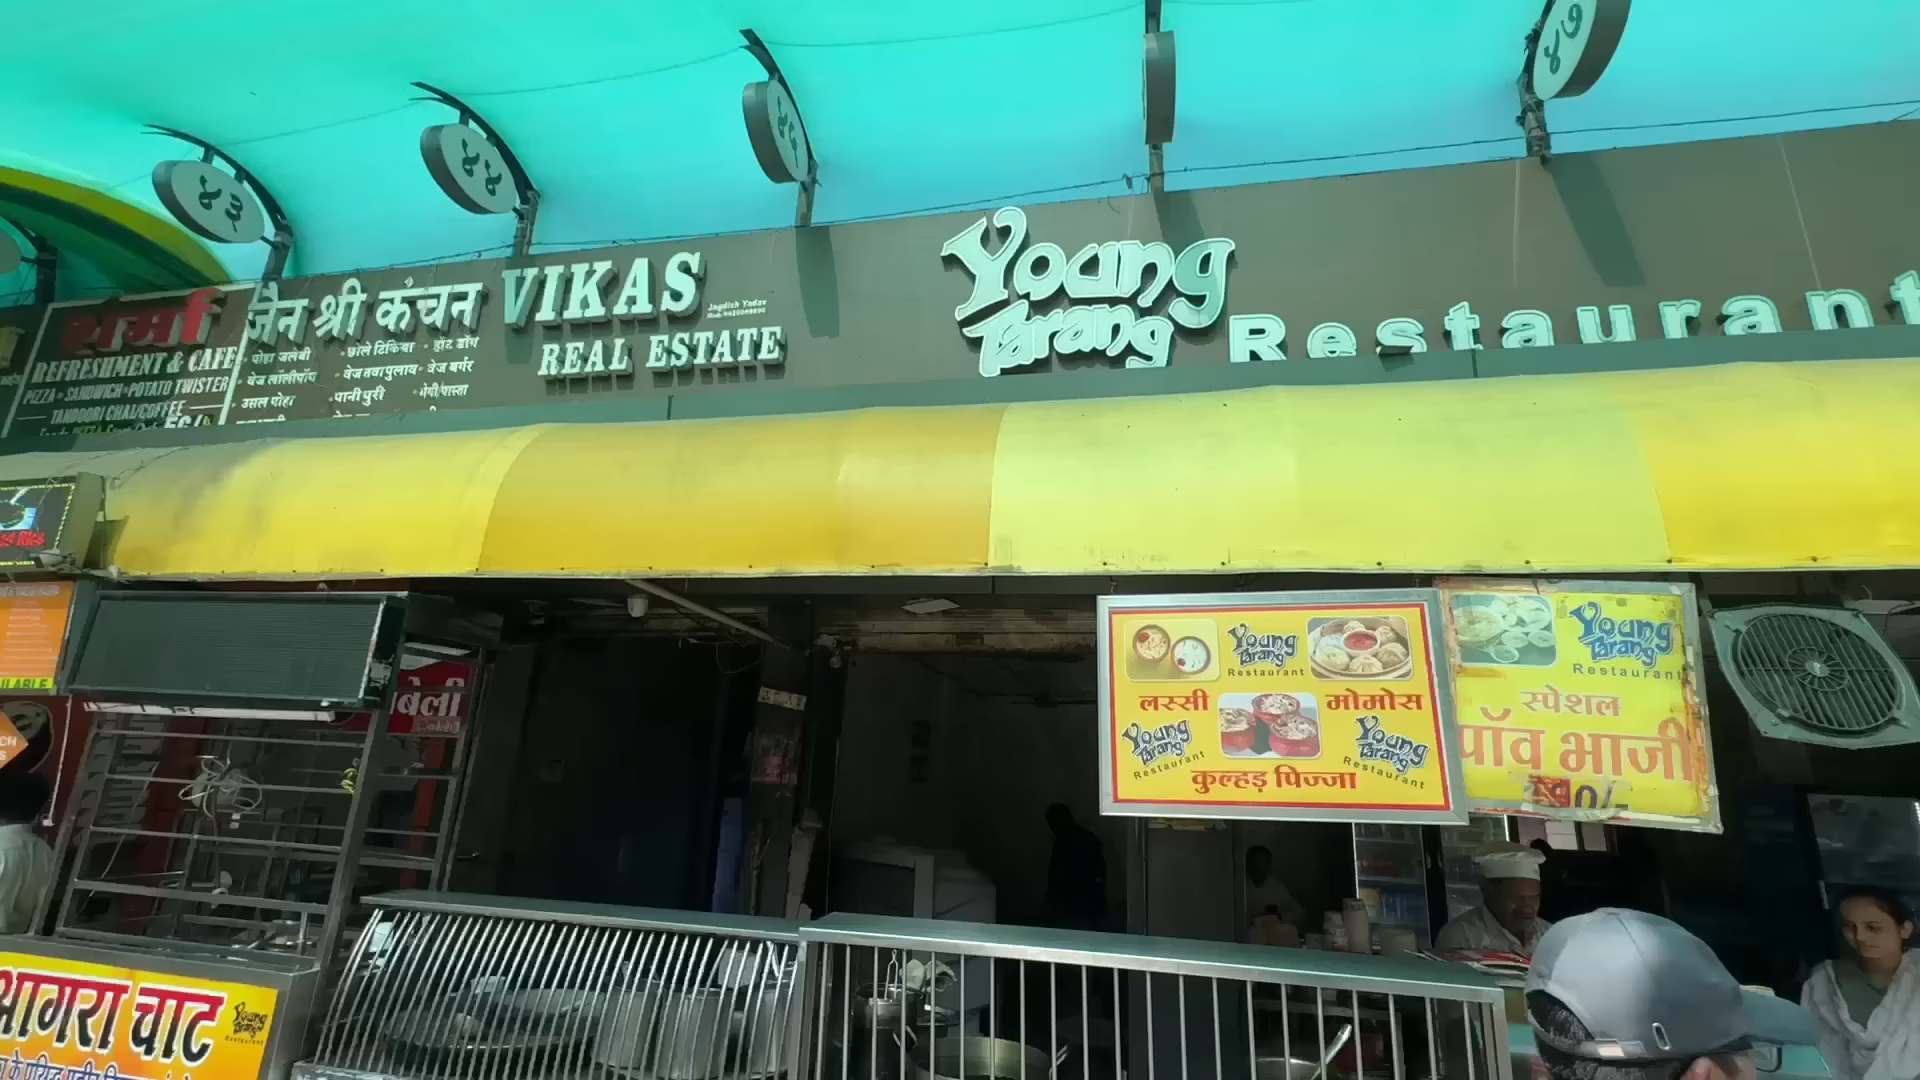 ४३
४४
४५
४७
शर्मा
REFRESHMENT & CAFE
PIZZA • SANDWICH • POTATO TWISTER
TANDOORI CHAI/COFFEE
जैन श्री कंचन
• पोहा जलेबी • छोले टिकिया • हॉट डॉग
• वेज लॉलीपॉप • वेज तवा पुलाव • वेज बर्गर
• उसल पोहा • पानी पुरी • मॅगी/पास्ता
VIKAS
Jagdish Yadav
REAL ESTATE
Young
Tarang
Restaurant
Young
Tarang
Restaurant
लस्सी
मोमोस
Young
Tarang
Restaurant
Young
Tarang
Restaurant
कुल्हड़ पिज्जा
Young
Tarang
Restaurant
स्पेशल
पॉव भाजी
0/-
बेली
आगरा चाट
Young
Tarang
Restaurant